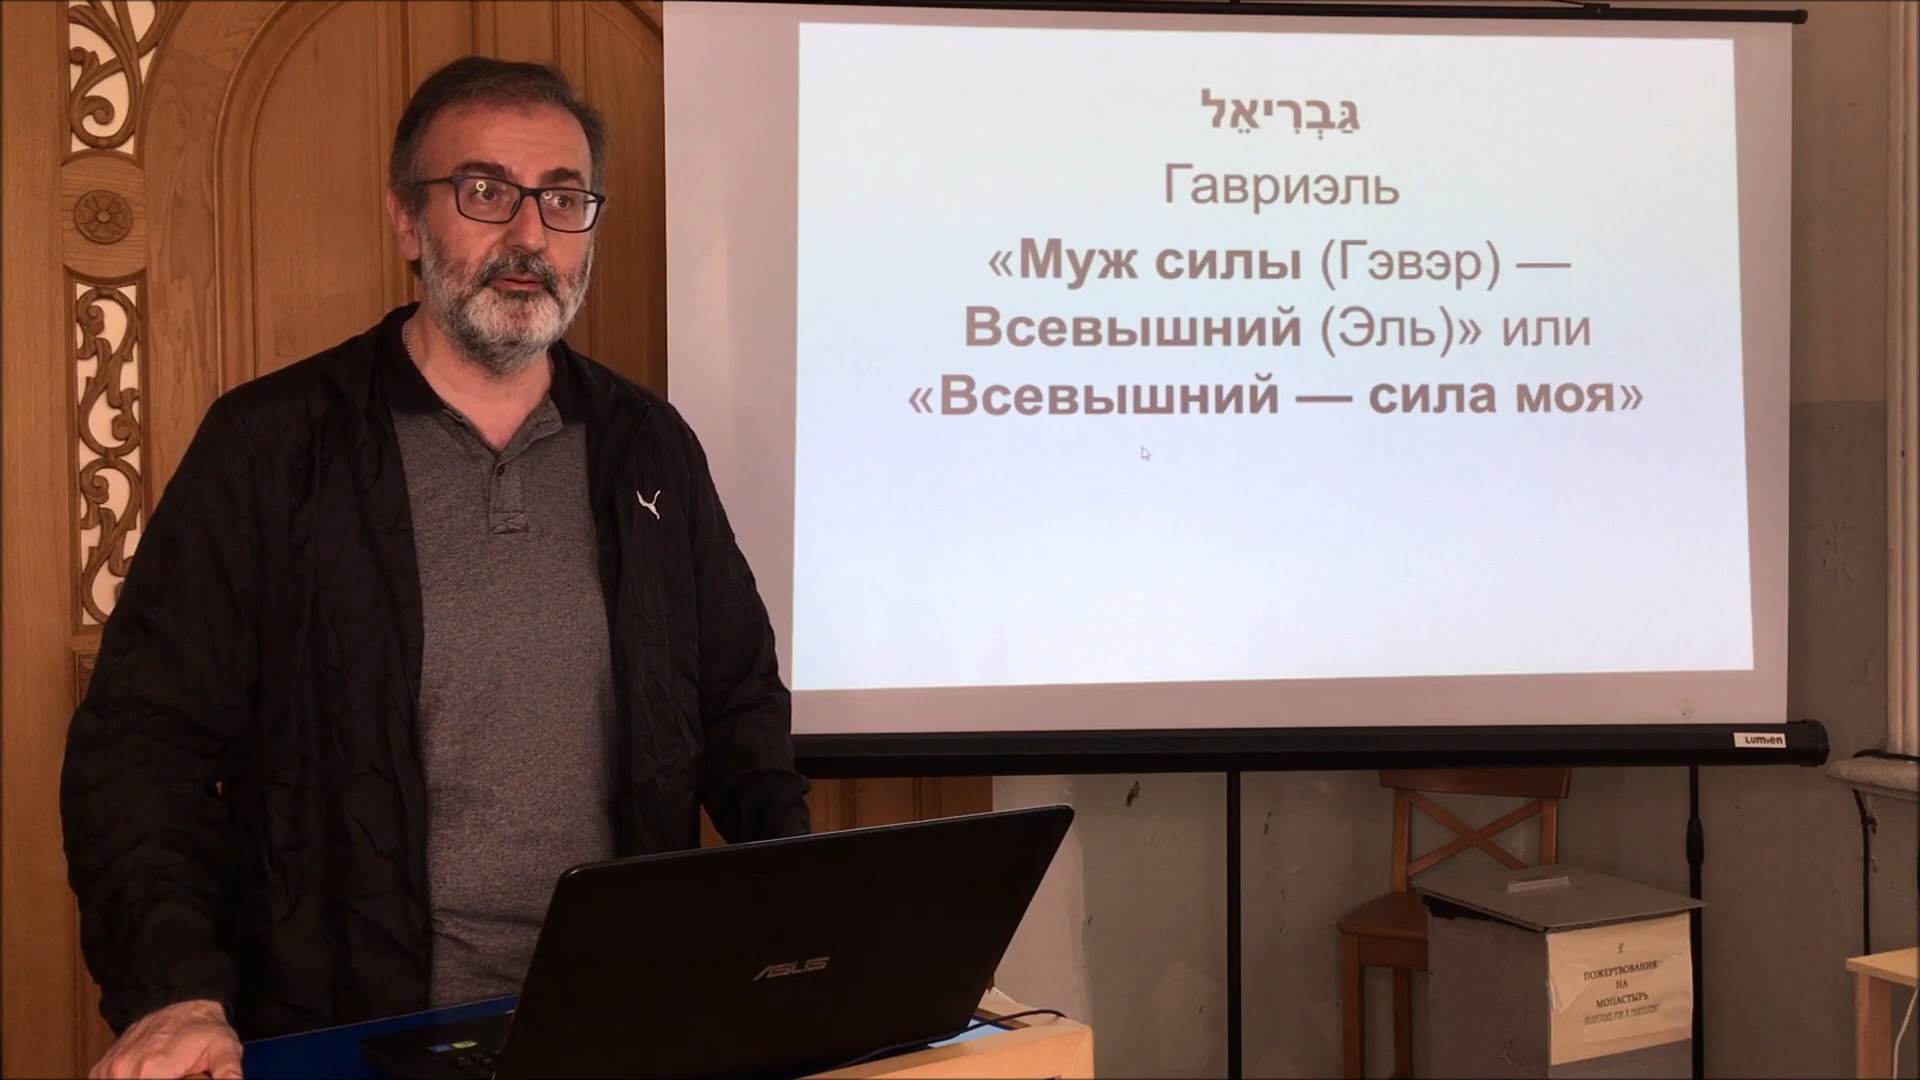 גַּבְרִיאֵל
Гавриэль
«Муж силы (Гэвэр) —
Всевышний (Эль)» или
«Всевышний — сила моя»
Lumien
ASUS
ПОЖЕРТВОВАНИЯ
НА
МОНАСТЫРЬ